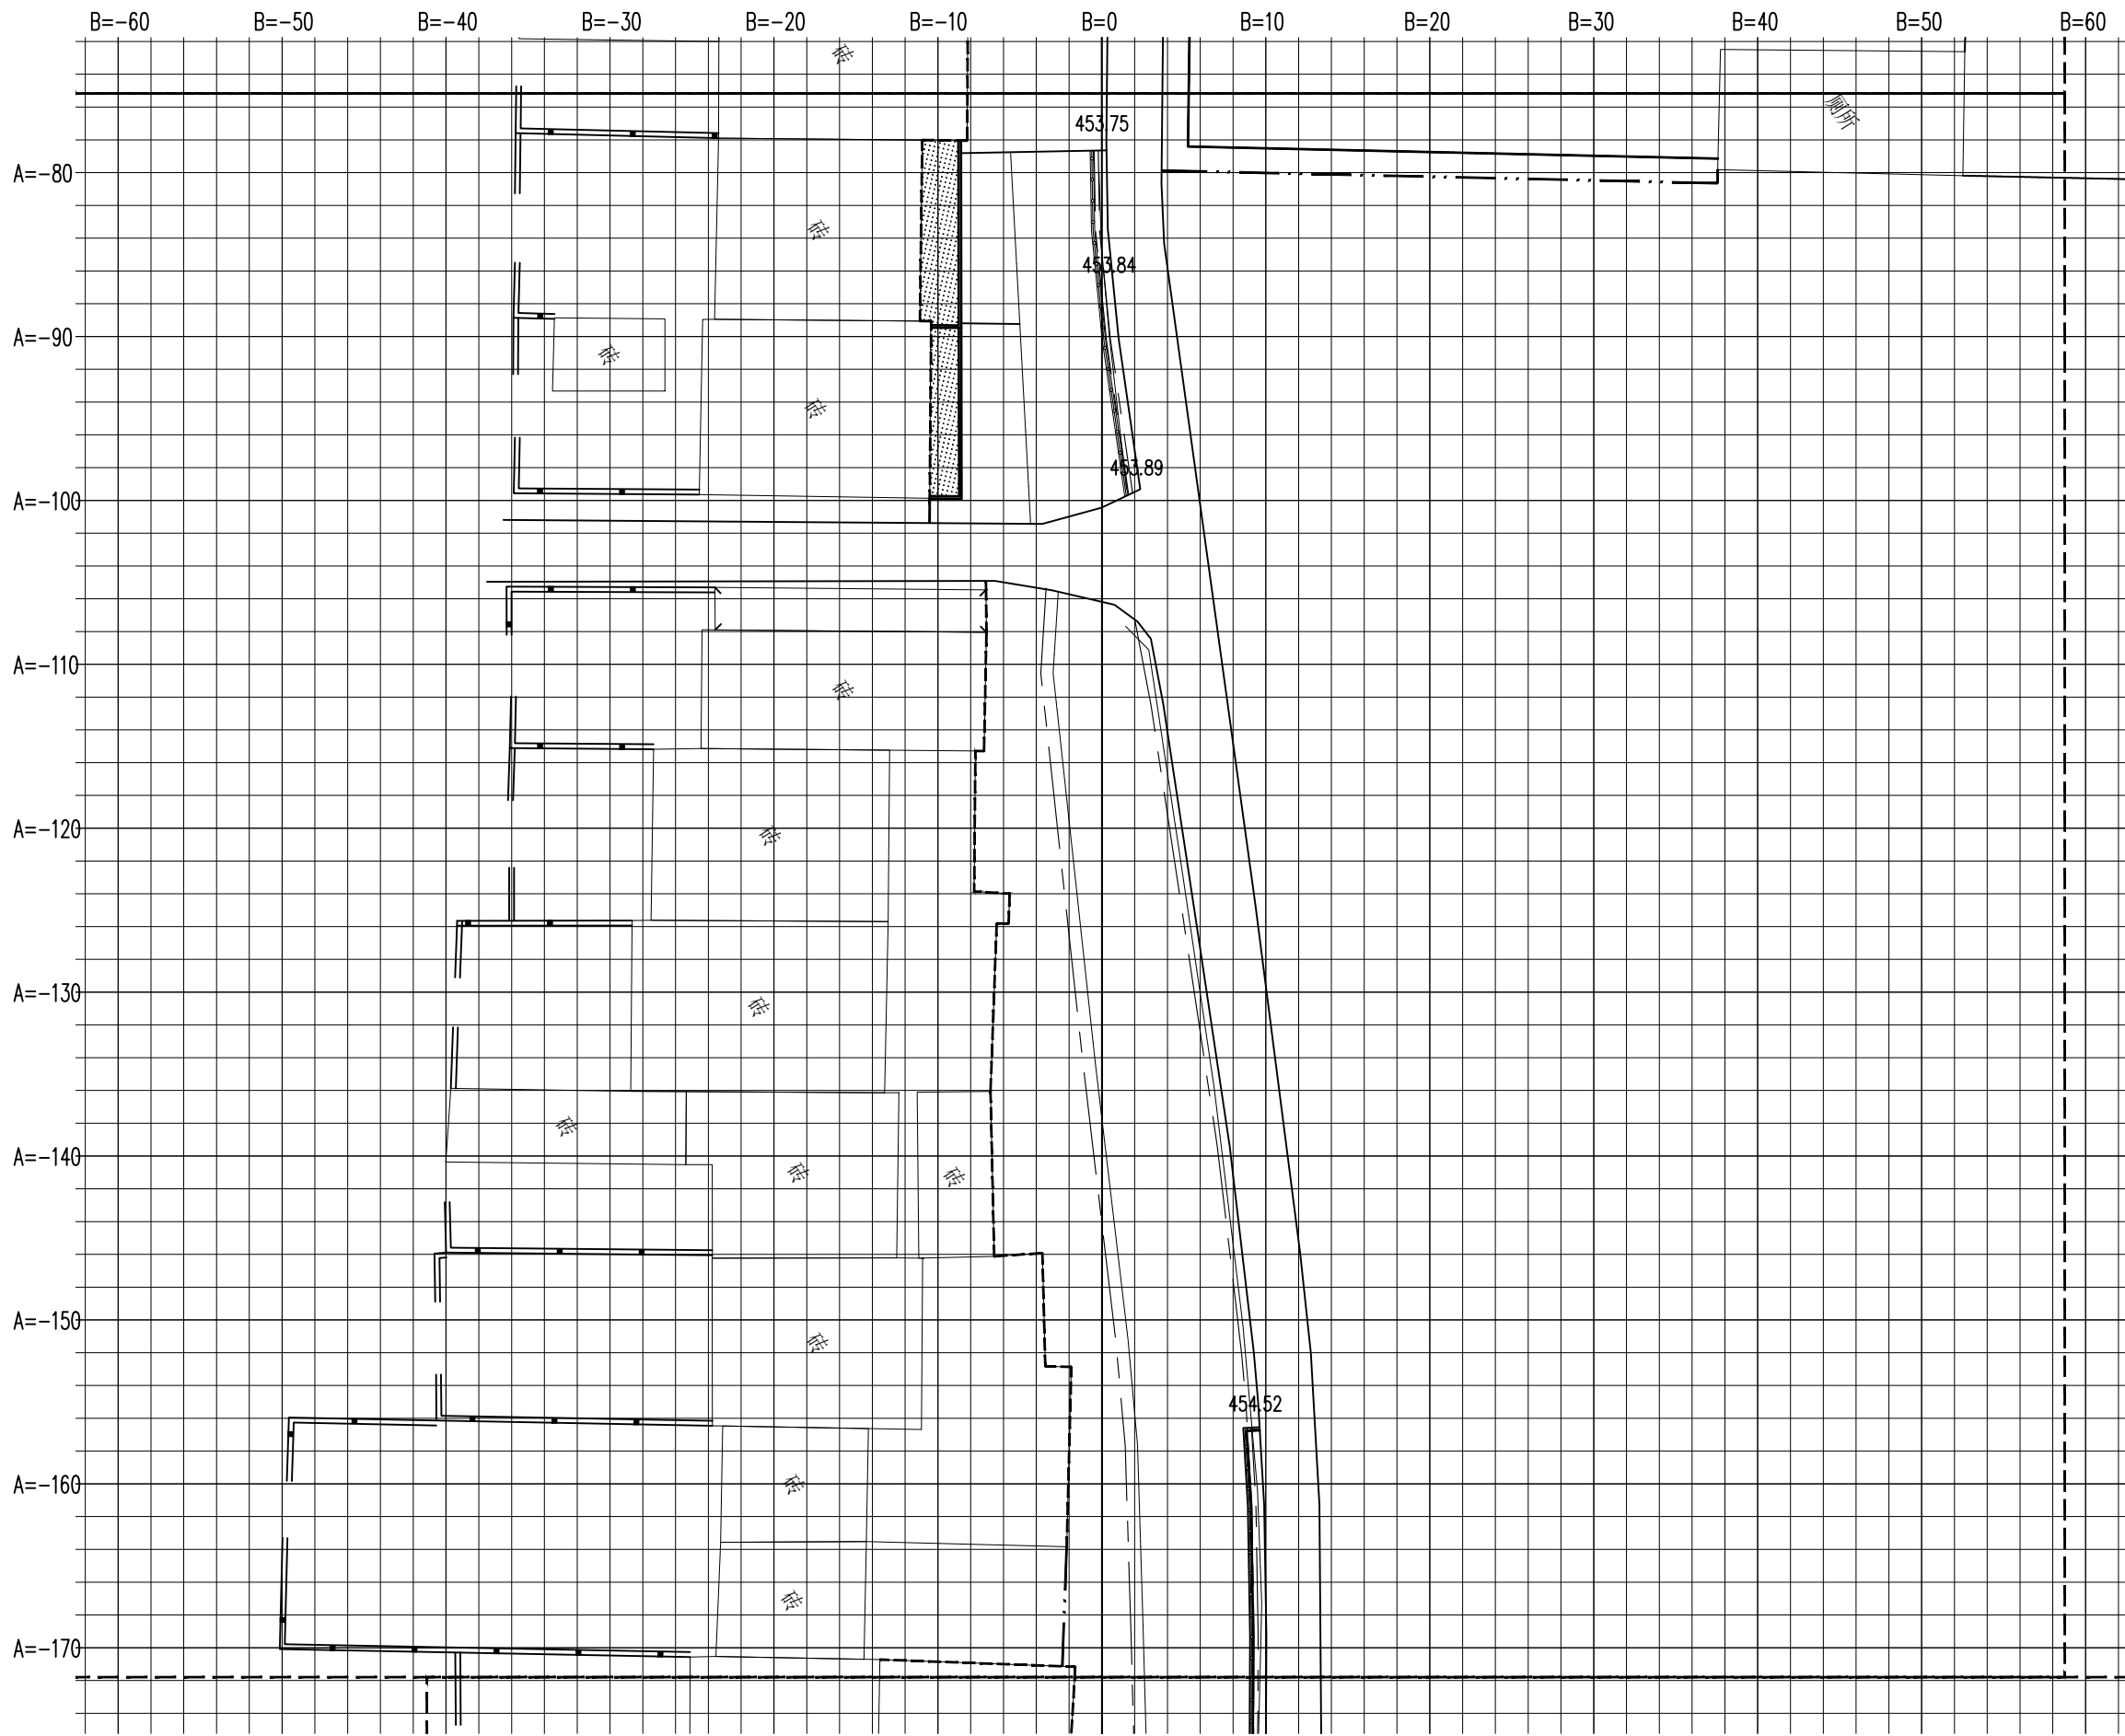 B=-60 B=-50 B=-40 B=-30 B=-20 B=-10 B=0 B=10 B=20 B=30 B=40 B=50 B=60
砖
厕所
453.75
A=-80
砖
453.84
A=-90
砖
砖
453.89
A=-100
A=-110
砖
A=-120
砖
A=-130
砖
砖
A=-140
砖
砖
A=-150
砖
454.52
A=-160
砖
砖
A=-170